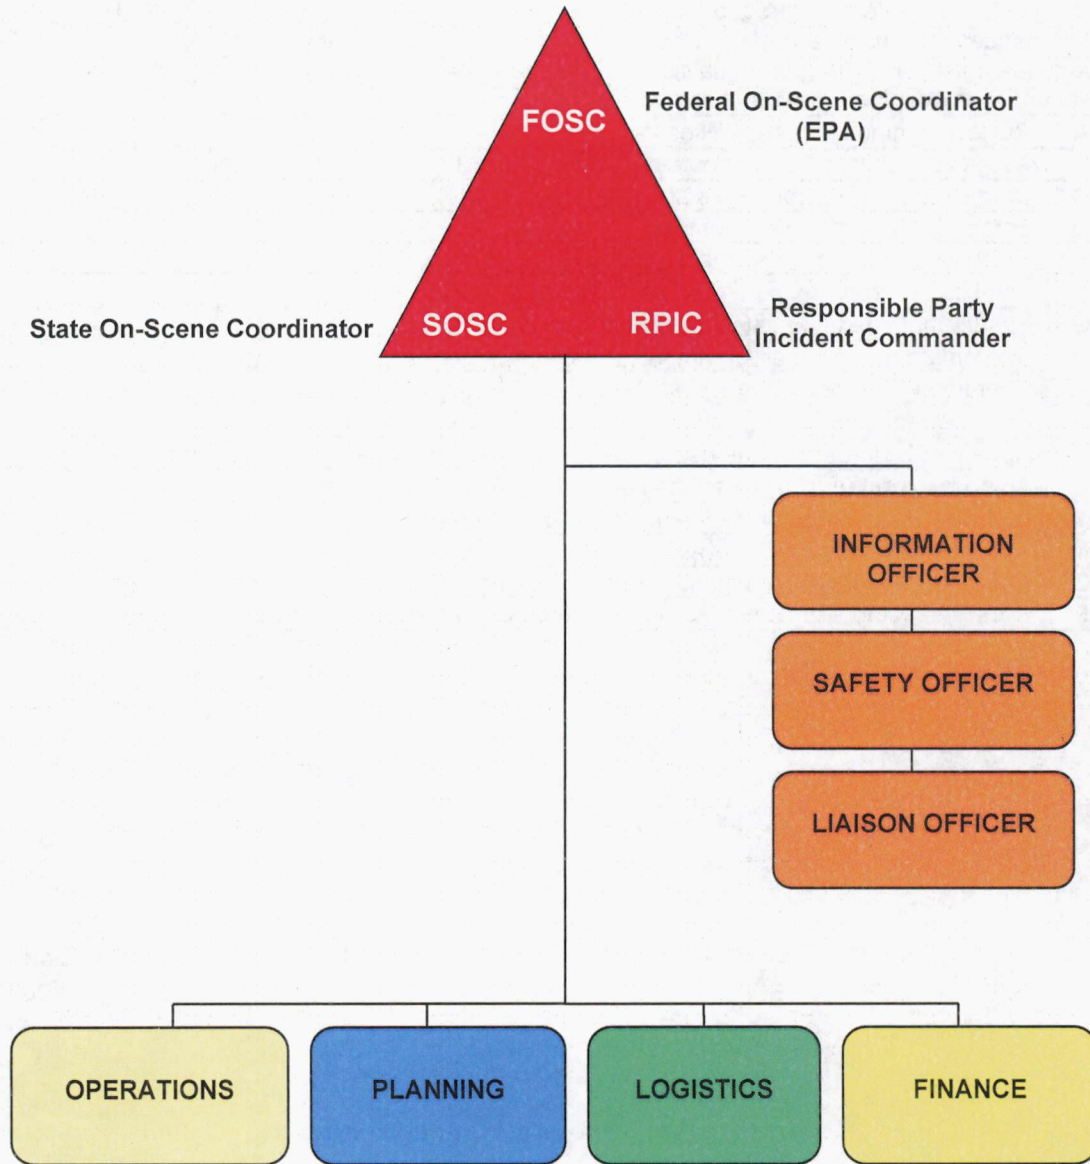 FOSC
Federal On-Scene Coordinator
(EPA)
State On-Scene Coordinator
SOSC
RPIC
Responsible Party
Incident Commander
INFORMATION
OFFICER
SAFETY OFFICER
LIAISON OFFICER
OPERATIONS
PLANNING
LOGISTICS
FINANCE